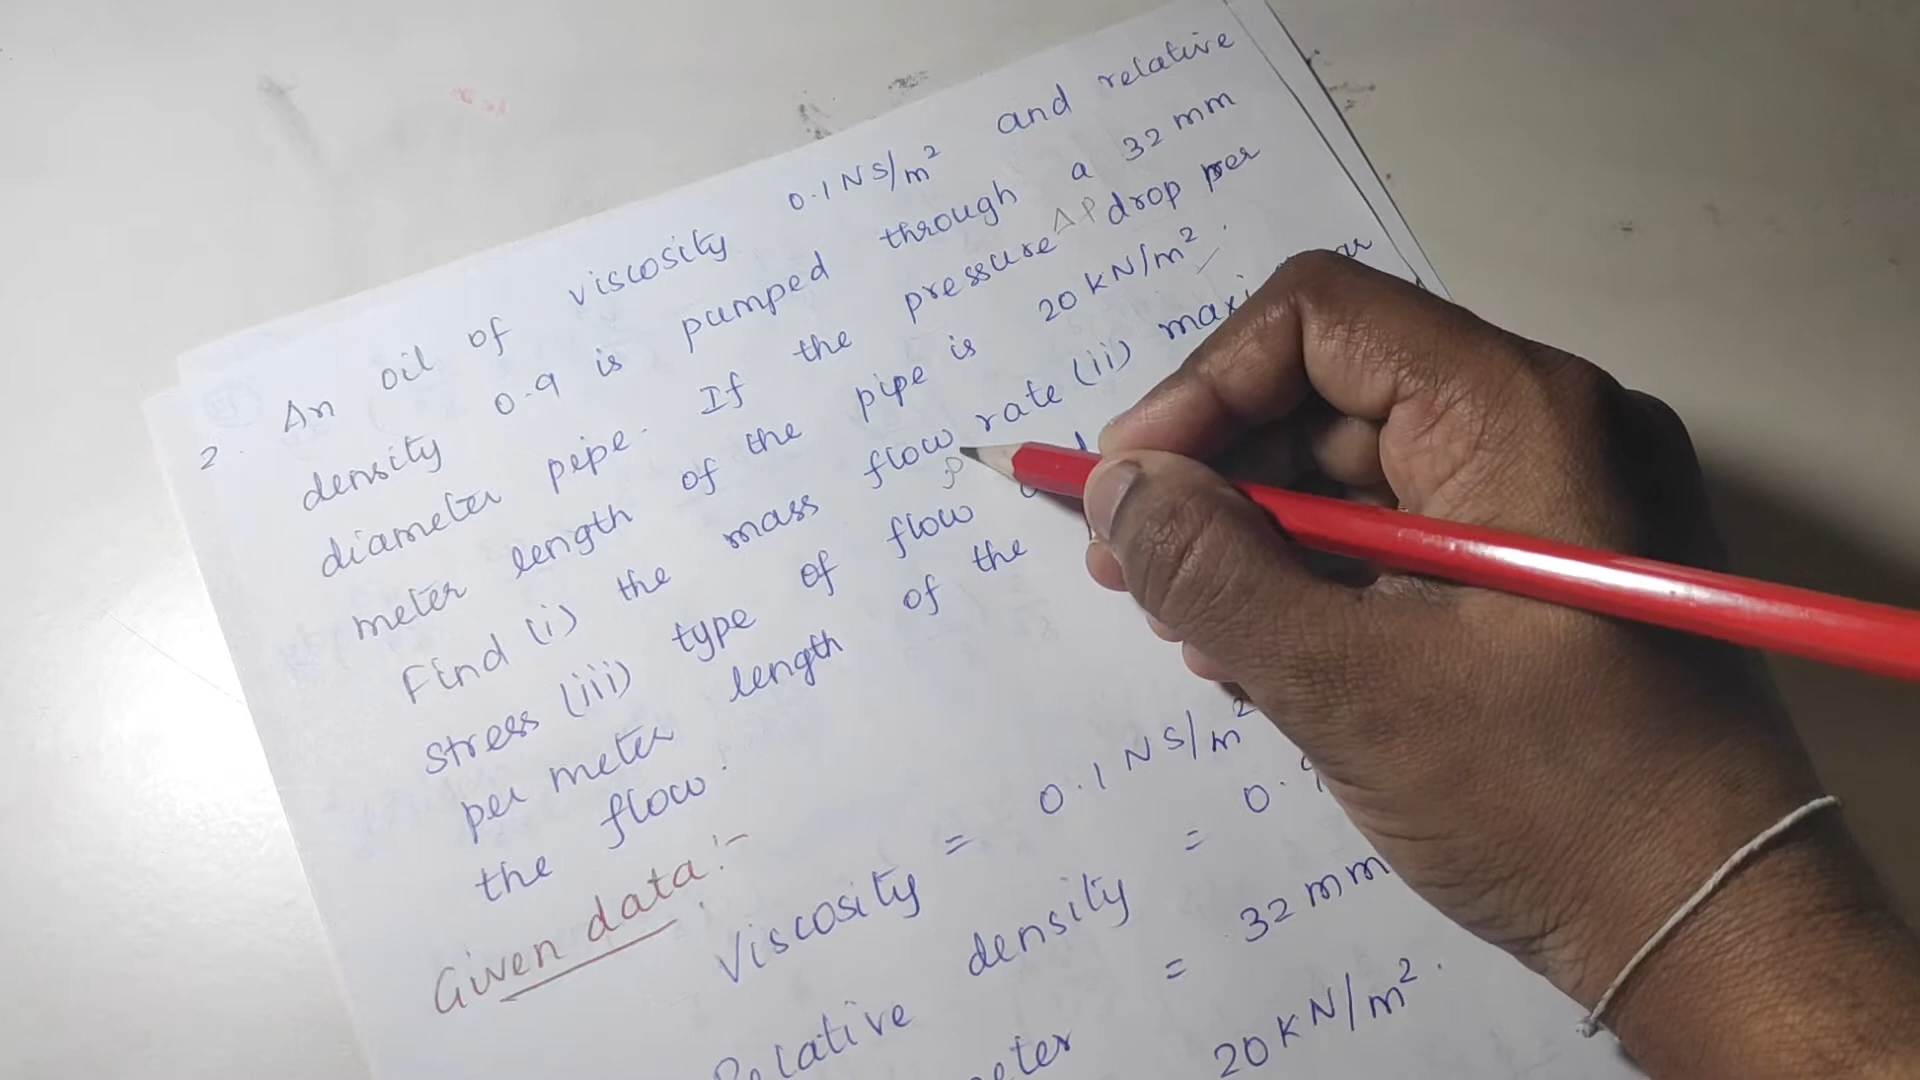 2. An oil of viscosity 0.1 NS/m² and relative
density 0.9 is pumped through a 32 mm
diameter pipe. If the pressure ΔP drop per
meter length of the pipe is 20 kN/m².
Find (i) the mass flow rate (ii)
stress (iii) type of flow
per meter length of the
the flow.
Given data:-
Viscosity = 0.1 NS/m²
Relative density = 0.9
= 32 mm
20 kN/m².